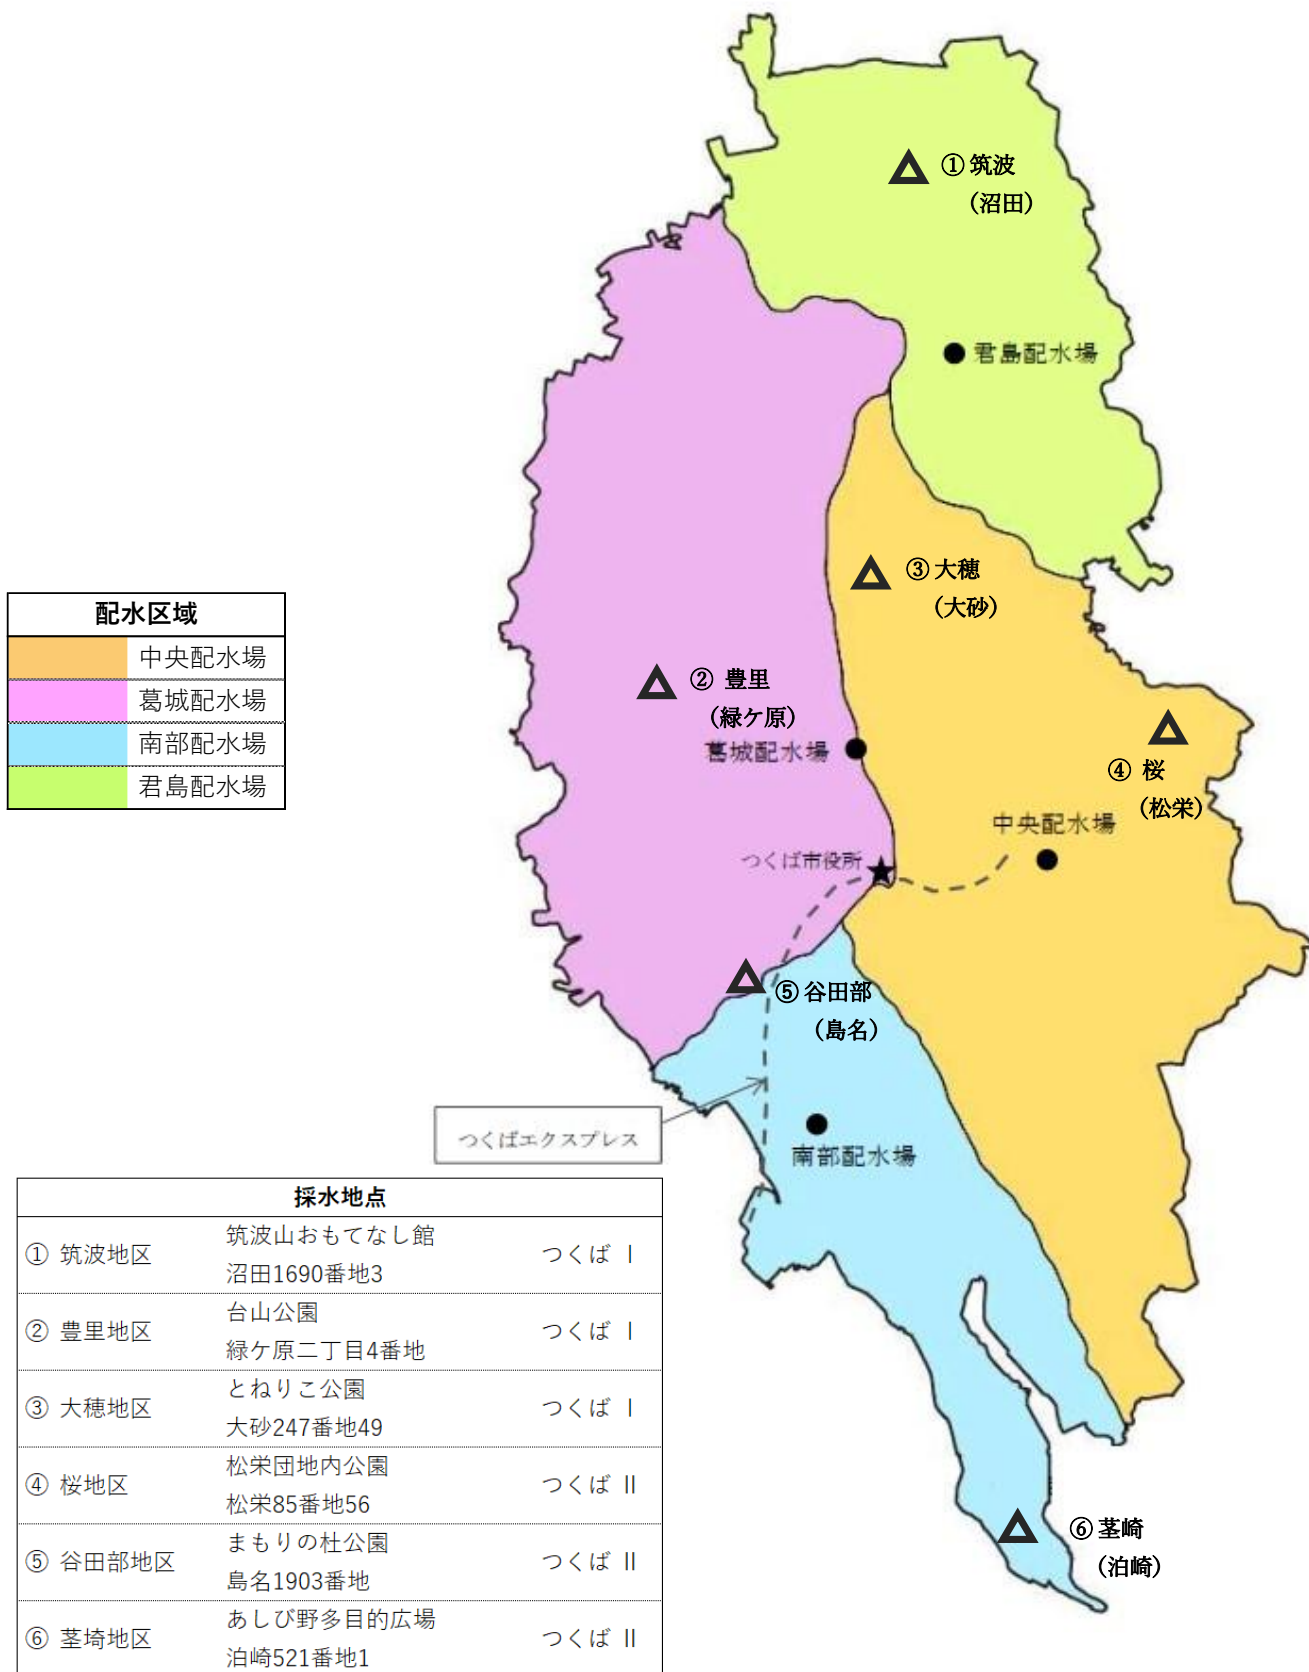 ①筑波
（沼田）
君島配水場
③大穂
（大砂）
② 豊里
（緑ケ原）
葛城配水場
④ 桜
（松栄）
中央配水場
つくば市役所
⑤谷田部
（島名）
つくばエクスプレス
南部配水場
⑥茎崎
（泊崎）
配水区域
中央配水場
葛城配水場
南部配水場
君島配水場
採水地点
① 筑波地区 筑波山おもてなし館 つくば Ⅰ
沼田1690番地3
② 豊里地区 台山公園 つくば Ⅰ
緑ケ原二丁目4番地
③ 大穂地区 とねりこ公園 つくば Ⅰ
大砂247番地49
④ 桜地区 松栄団地内公園 つくば Ⅱ
松栄85番地56
⑤ 谷田部地区 まもりの杜公園 つくば Ⅱ
島名1903番地
⑥ 茎埼地区 あしび野多目的広場 つくば Ⅱ
泊崎521番地1